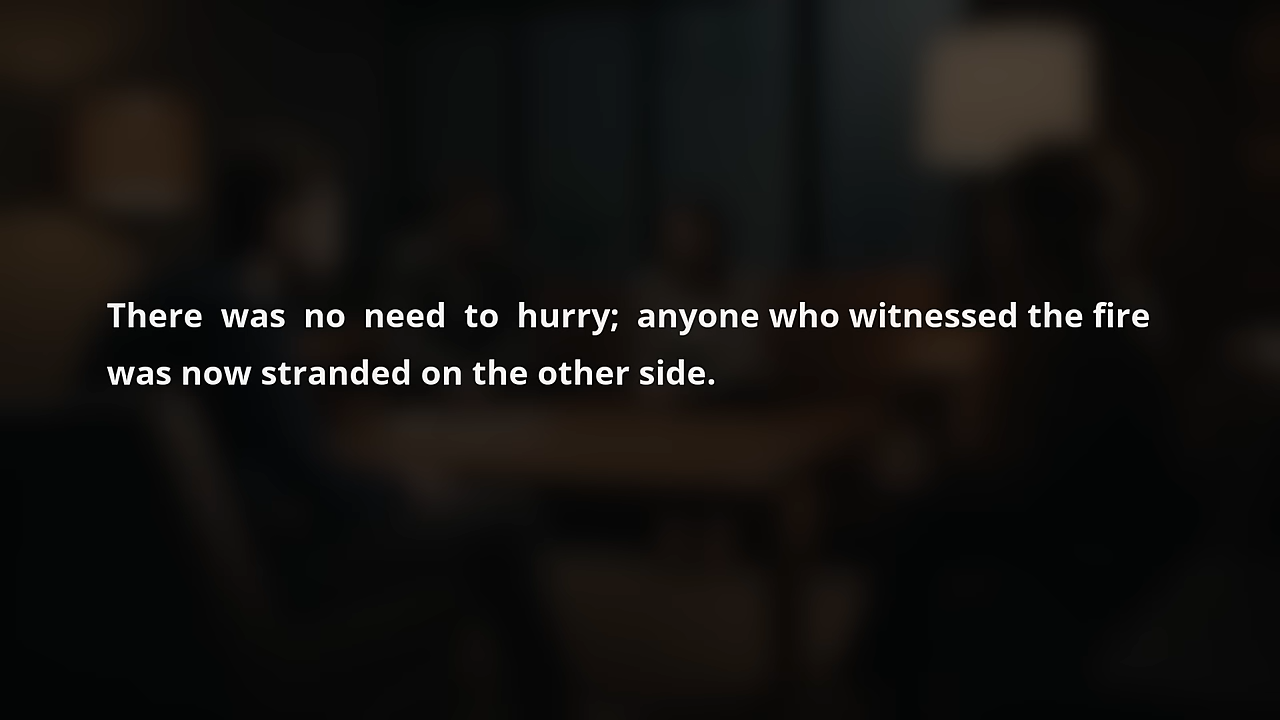 There was no need to hurry; anyone who witnessed the fire
was now stranded on the other side.